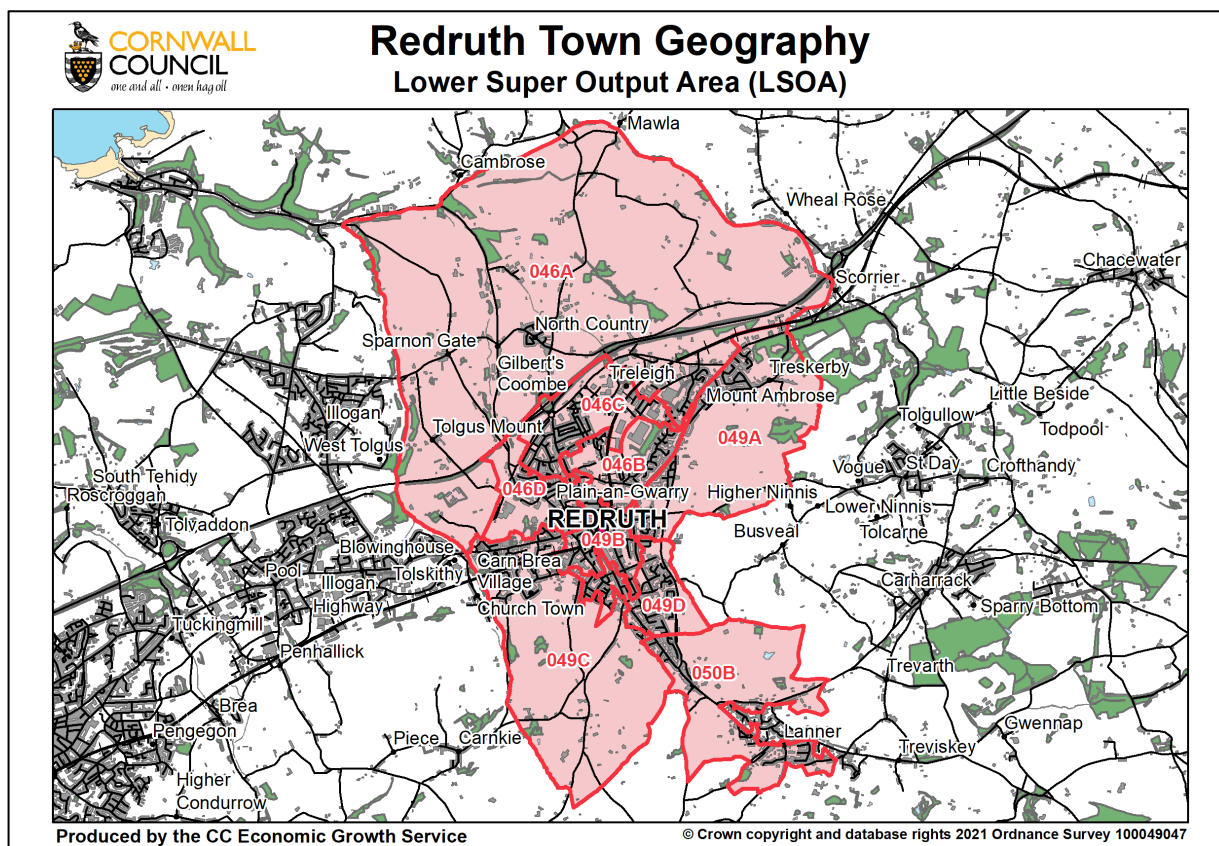 CORNWALL
COUNCIL
one and all • onen hag oll
Redruth Town Geography
Lower Super Output Area (LSOA)
Mawla
Cambrose
Wheal Rose
Chacewater
046A
Scorrier
North Country
Sparnon Gate
Gilbert's
Coombe
Treleigh
Treskerby
Mount Ambrose
Little Beside
046C
Illogan
Tolgullow
Todpool
Tolgus Mount
049A
West Tolgus
046B
Vogue
St Day
Crofthandy
South Tehidy
Roscroggan
046D
Plain-an-Gwarry
Higher Ninnis
Lower Ninnis
Tolvaddon
REDRUTH
Busveal
Tolcarne
049B
Blowinghouse
Carn Brea
Village
Pool
Illogan
Highway
Tolskithy
Carharrack
Church Town
049D
Sparry Bottom
Tuckingmill
Penhallick
049C
050B
Trevarth
Brea
Gwennap
Pengegon
Piece
Carnkie
Lanner
Treviskey
Higher
Condurrow
Produced by the CC Economic Growth Service
© Crown copyright and database rights 2021 Ordnance Survey 100049047